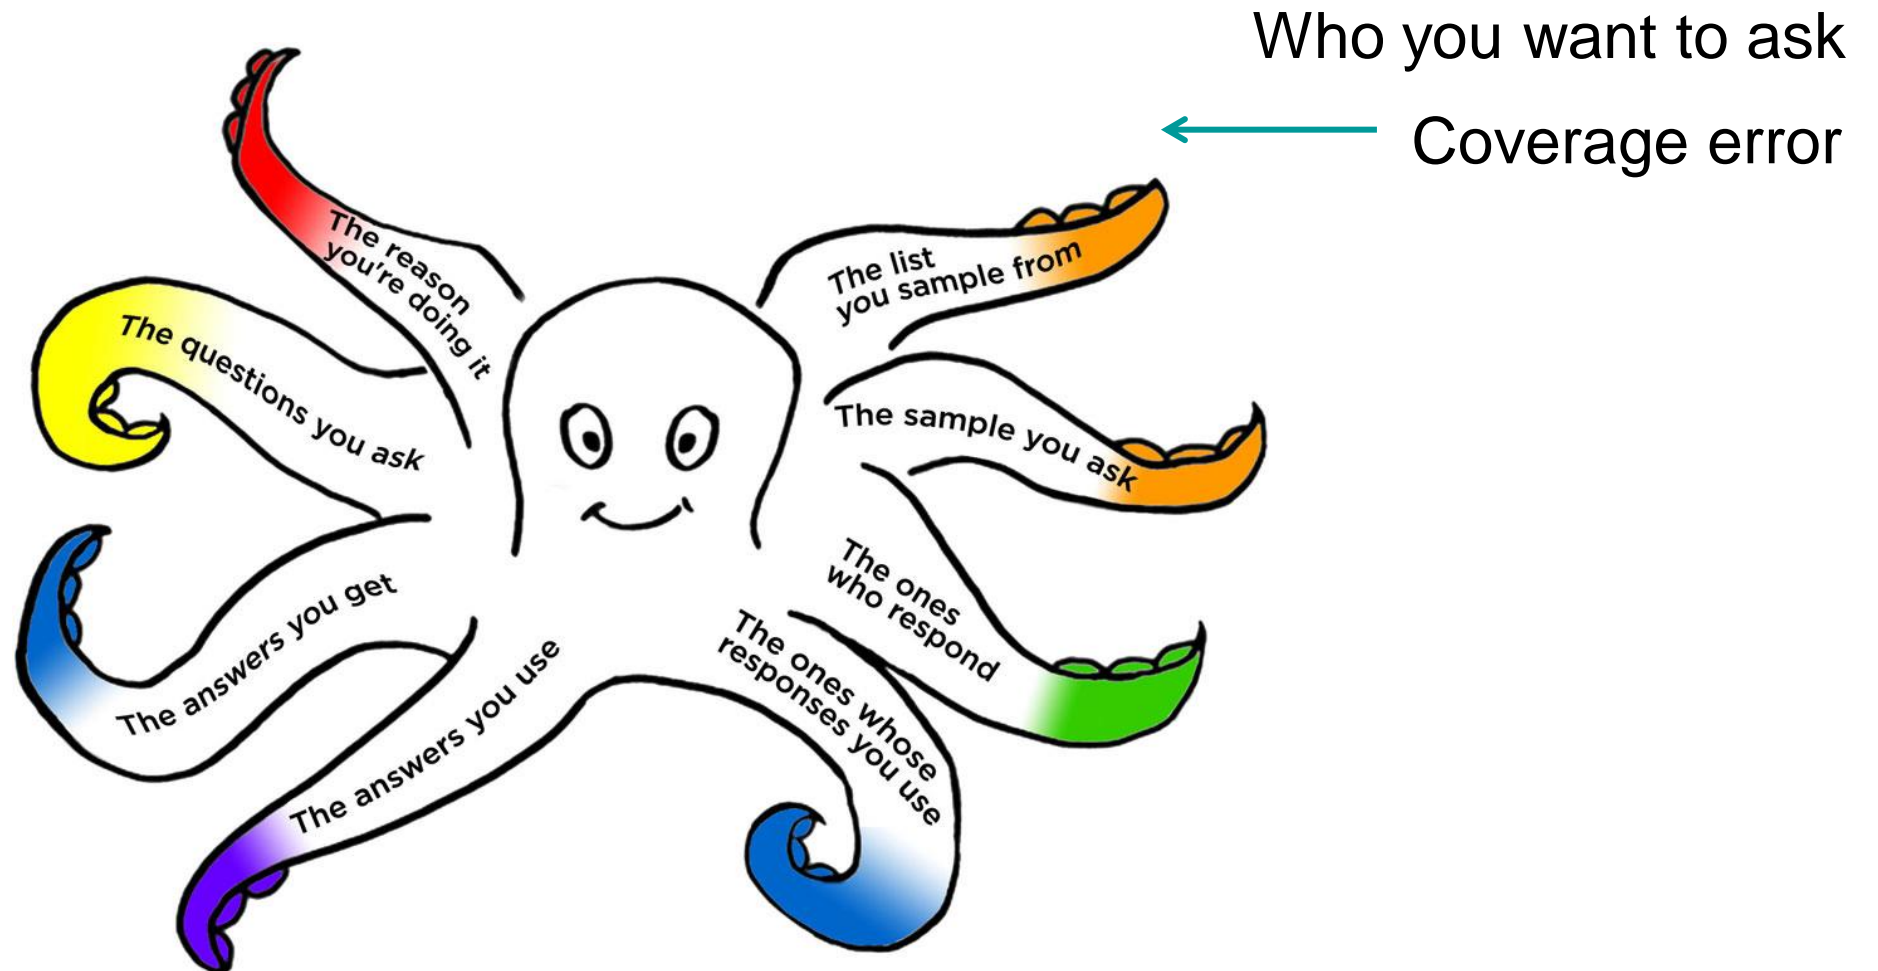 Who you want to ask
Coverage error
The reason
you're doing it
The list
you sample from
The questions you ask
The sample you ask
The answers you get
The ones
who respond
The answers you use
The ones whose
responses you use